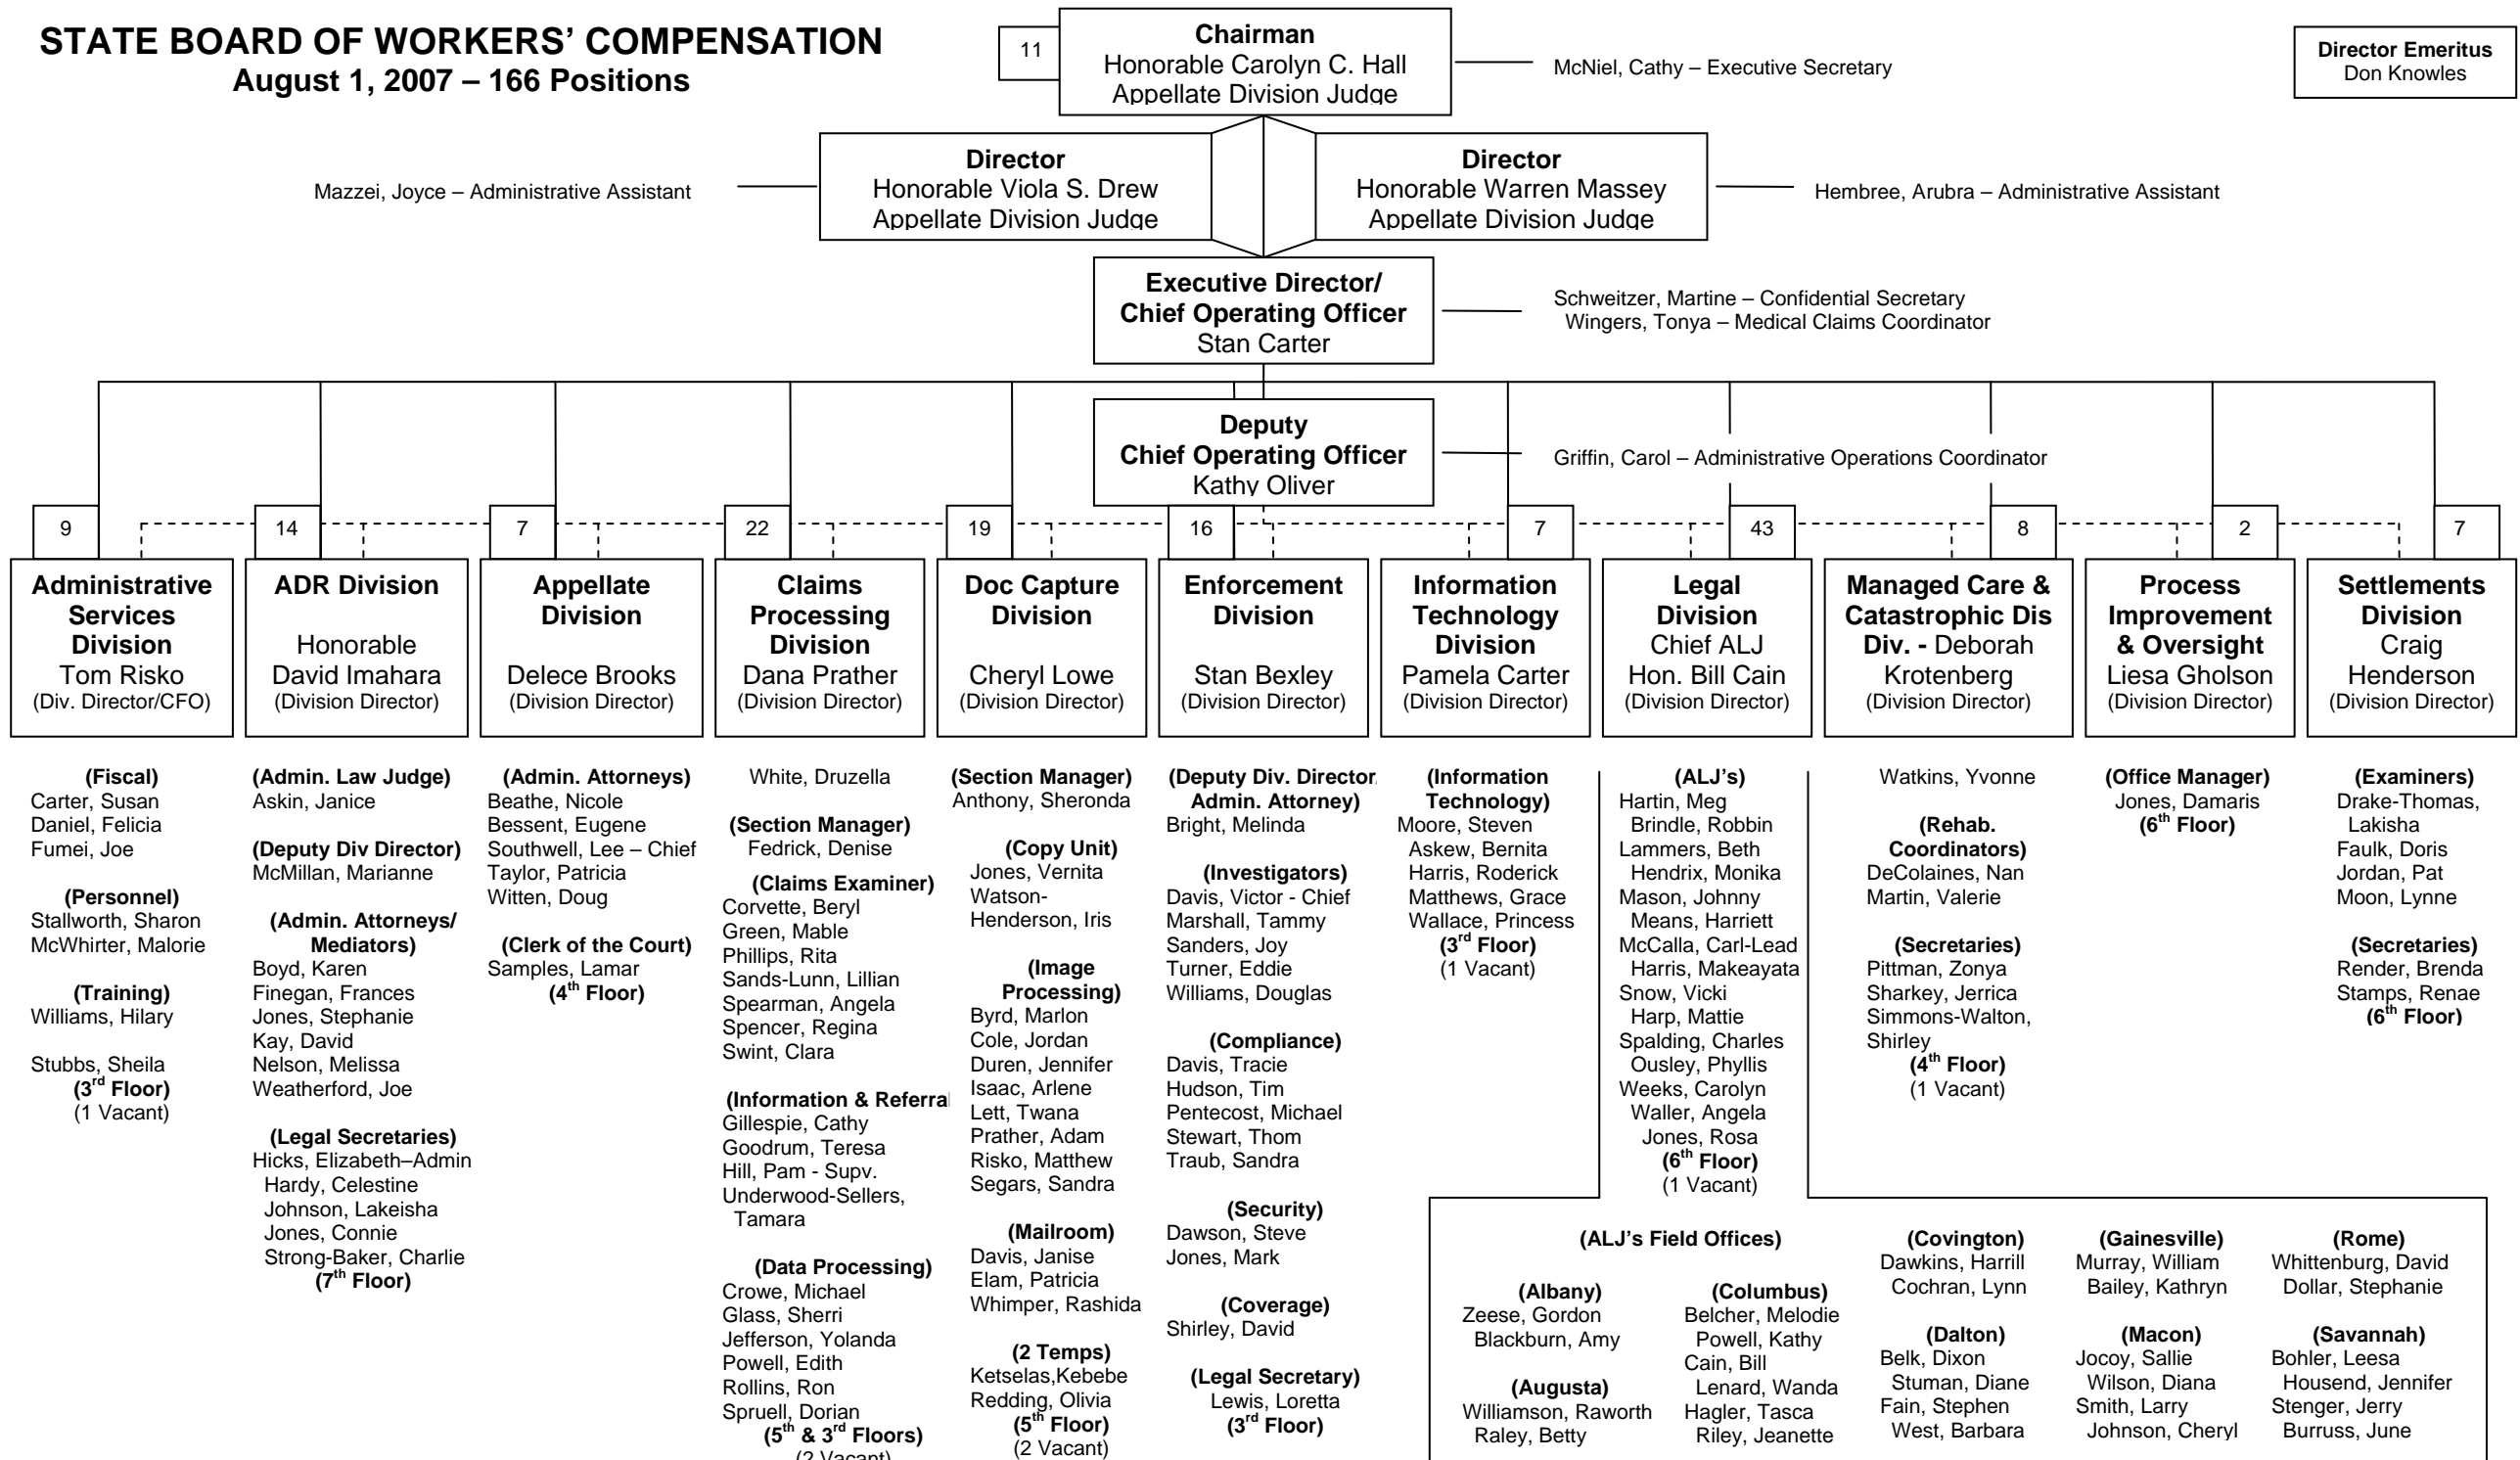 STATE BOARD OF WORKERS’ COMPENSATION
August 1, 2007 – 166 Positions
11
Chairman
Honorable Carolyn C. Hall
Appellate Division Judge
McNiel, Cathy – Executive Secretary
Director Emeritus
Don Knowles
Mazzei, Joyce – Administrative Assistant
Director
Honorable Viola S. Drew
Appellate Division Judge
Director
Honorable Warren Massey
Appellate Division Judge
Hembree, Arubra – Administrative Assistant
Executive Director/
Chief Operating Officer
Stan Carter
Schweitzer, Martine – Confidential Secretary
Wingers, Tonya – Medical Claims Coordinator
Deputy
Chief Operating Officer
Kathy Oliver
Griffin, Carol – Administrative Operations Coordinator
9
Administrative
Services
Division
Tom Risko
(Div. Director/CFO)
(Fiscal)
Carter, Susan
Daniel, Felicia
Fumei, Joe
(Personnel)
Stallworth, Sharon
McWhirter, Malorie
(Training)
Williams, Hilary
Stubbs, Sheila
(3rd Floor)
(1 Vacant)
14
ADR Division
Honorable
David Imahara
(Division Director)
(Admin. Law Judge)
Askin, Janice
(Deputy Div Director)
McMillan, Marianne
(Admin. Attorneys/
Mediators)
Boyd, Karen
Finegan, Frances
Jones, Stephanie
Kay, David
Nelson, Melissa
Weatherford, Joe
(Legal Secretaries)
Hicks, Elizabeth–Admin
Hardy, Celestine
Johnson, Lakeisha
Jones, Connie
Strong-Baker, Charlie
(7th Floor)
7
Appellate
Division
Delece Brooks
(Division Director)
(Admin. Attorneys)
Beathe, Nicole
Bessent, Eugene
Southwell, Lee – Chief
Taylor, Patricia
Witten, Doug
(Clerk of the Court)
Samples, Lamar
(4th Floor)
22
Claims
Processing
Division
Dana Prather
(Division Director)
White, Druzella
(Section Manager)
Fedrick, Denise
(Claims Examiner)
Corvette, Beryl
Green, Mable
Phillips, Rita
Sands-Lunn, Lillian
Spearman, Angela
Spencer, Regina
Swint, Clara
(Information & Referral
Gillespie, Cathy
Goodrum, Teresa
Hill, Pam - Supv.
Underwood-Sellers,
Tamara
(Data Processing)
Crowe, Michael
Glass, Sherri
Jefferson, Yolanda
Powell, Edith
Rollins, Ron
Spruell, Dorian
(5th & 3rd Floors)
(2 Vacant)
19
Doc Capture
Division
Cheryl Lowe
(Division Director)
(Section Manager)
Anthony, Sheronda
(Copy Unit)
Jones, Vernita
Watson-
Henderson, Iris
(Image
Processing)
Byrd, Marlon
Cole, Jordan
Duren, Jennifer
Isaac, Arlene
Lett, Twana
Prather, Adam
Risko, Matthew
Segars, Sandra
(Mailroom)
Davis, Janise
Elam, Patricia
Whimper, Rashida
(2 Temps)
Ketselas,Kebebe
Redding, Olivia
(5th Floor)
(2 Vacant)
16
Enforcement
Division
Stan Bexley
(Division Director)
(Deputy Div. Director/
Admin. Attorney)
Bright, Melinda
(Investigators)
Davis, Victor - Chief
Marshall, Tammy
Sanders, Joy
Turner, Eddie
Williams, Douglas
(Compliance)
Davis, Tracie
Hudson, Tim
Pentecost, Michael
Stewart, Thom
Traub, Sandra
(Security)
Dawson, Steve
Jones, Mark
(Coverage)
Shirley, David
(Legal Secretary)
Lewis, Loretta
(3rd Floor)
7
Information
Technology
Division
Pamela Carter
(Division Director)
(Information
Technology)
Moore, Steven
Askew, Bernita
Harris, Roderick
Matthews, Grace
Wallace, Princess
(3rd Floor)
(1 Vacant)
43
Legal
Division
Chief ALJ
Hon. Bill Cain
(Division Director)
(ALJ's)
Hartin, Meg
Brindle, Robbin
Lammers, Beth
Hendrix, Monika
Mason, Johnny
Means, Harriett
McCalla, Carl-Lead
Harris, Makeayata
Snow, Vicki
Harp, Mattie
Spalding, Charles
Ousley, Phyllis
Weeks, Carolyn
Waller, Angela
Jones, Rosa
(6th Floor)
(1 Vacant)
8
Managed Care &
Catastrophic Dis
Div. - Deborah
Krotenberg
(Division Director)
Watkins, Yvonne
(Rehab.
Coordinators)
DeColaines, Nan
Martin, Valerie
(Secretaries)
Pittman, Zonya
Sharkey, Jerrica
Simmons-Walton,
Shirley
(4th Floor)
(1 Vacant)
2
Process
Improvement
& Oversight
Liesa Gholson
(Division Director)
(Office Manager)
Jones, Damaris
(6th Floor)
7
Settlements
Division
Craig
Henderson
(Division Director)
(Examiners)
Drake-Thomas,
Lakisha
Faulk, Doris
Jordan, Pat
Moon, Lynne
(Secretaries)
Render, Brenda
Stamps, Renae
(6th Floor)
(ALJ's Field Offices)
(Albany)
Zeese, Gordon
Blackburn, Amy
(Augusta)
Williamson, Raworth
Raley, Betty
(Columbus)
Belcher, Melodie
Powell, Kathy
Cain, Bill
Lenard, Wanda
Hagler, Tasca
Riley, Jeanette
(Covington)
Dawkins, Harrill
Cochran, Lynn
(Dalton)
Belk, Dixon
Stuman, Diane
Fain, Stephen
West, Barbara
(Gainesville)
Murray, William
Bailey, Kathryn
(Macon)
Jocoy, Sallie
Wilson, Diana
Smith, Larry
Johnson, Cheryl
(Rome)
Whittenburg, David
Dollar, Stephanie
(Savannah)
Bohler, Leesa
Housend, Jennifer
Stenger, Jerry
Burruss, June